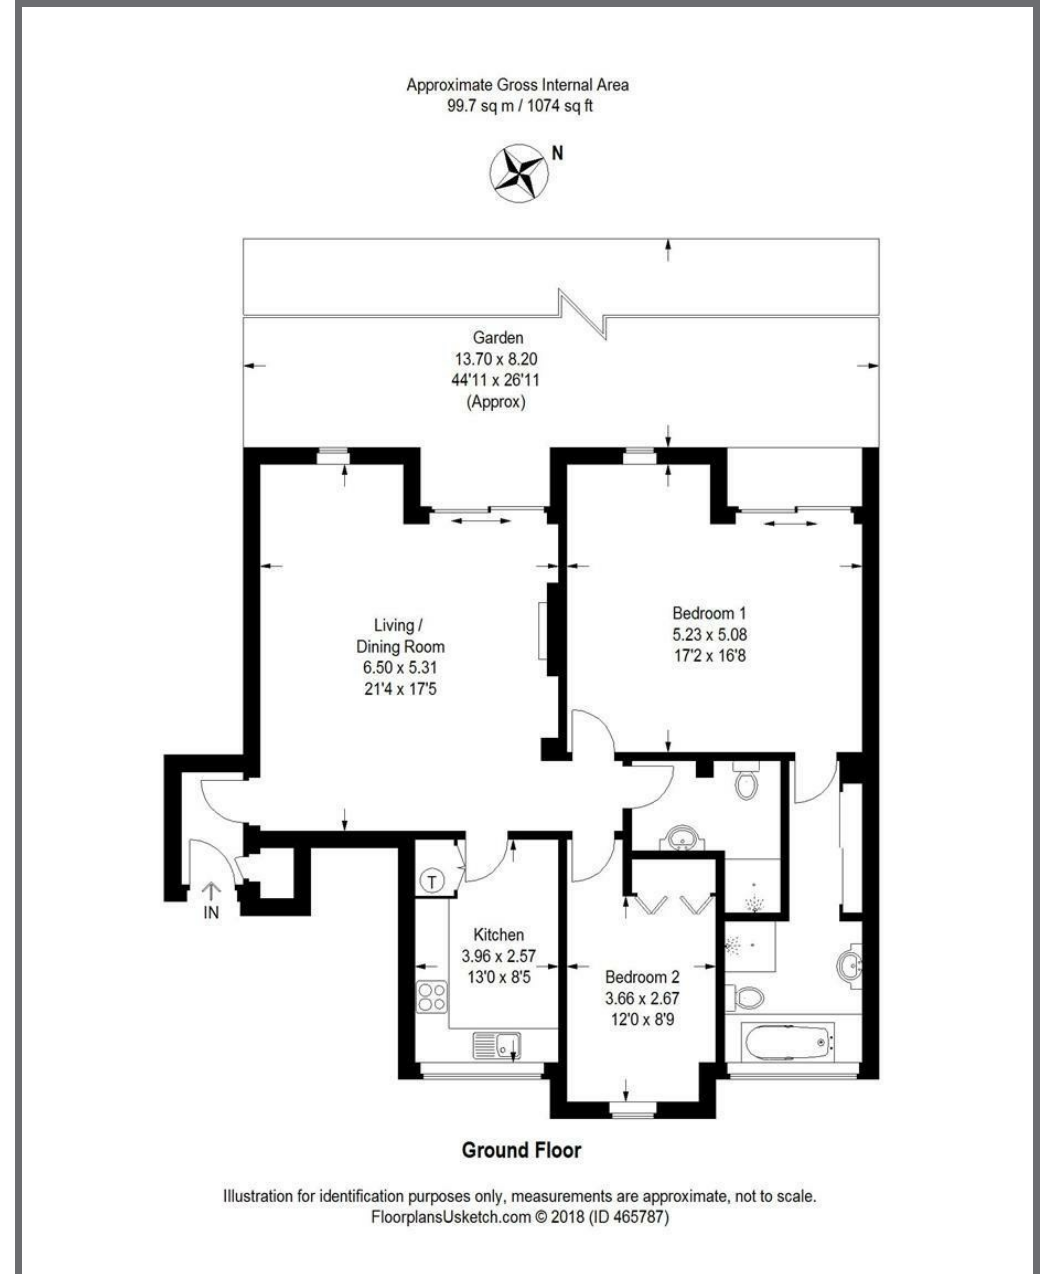 Approximate Gross Internal Area
99.7 sq m / 1074 sq ft
N
Garden
13.70 x 8.20
44'11 x 26'11
(Approx)
Living /
Dining Room
6.50 x 5.31
21'4 x 17'5
Bedroom 1
5.23 x 5.08
17'2 x 16'8
T
IN
Kitchen
3.96 x 2.57
13'0 x 8'5
Bedroom 2
3.66 x 2.67
12'0 x 8'9
Ground Floor
Illustration for identification purposes only, measurements are approximate, not to scale.
FloorplansUsketch.com © 2018 (ID 465787)